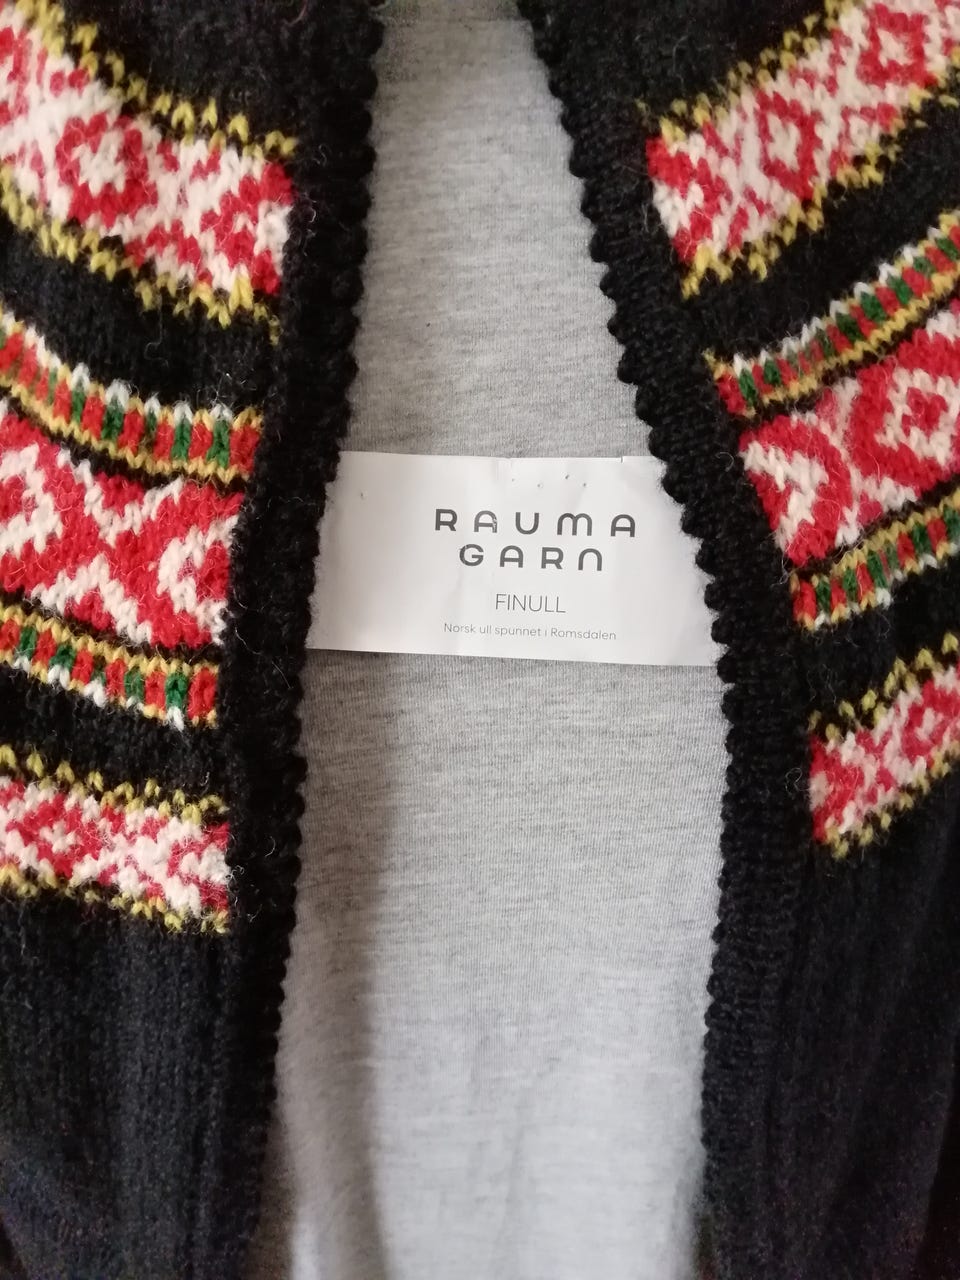 RAUMA
GARN
FINULL
Norsk ull spunnet i Romsdalen